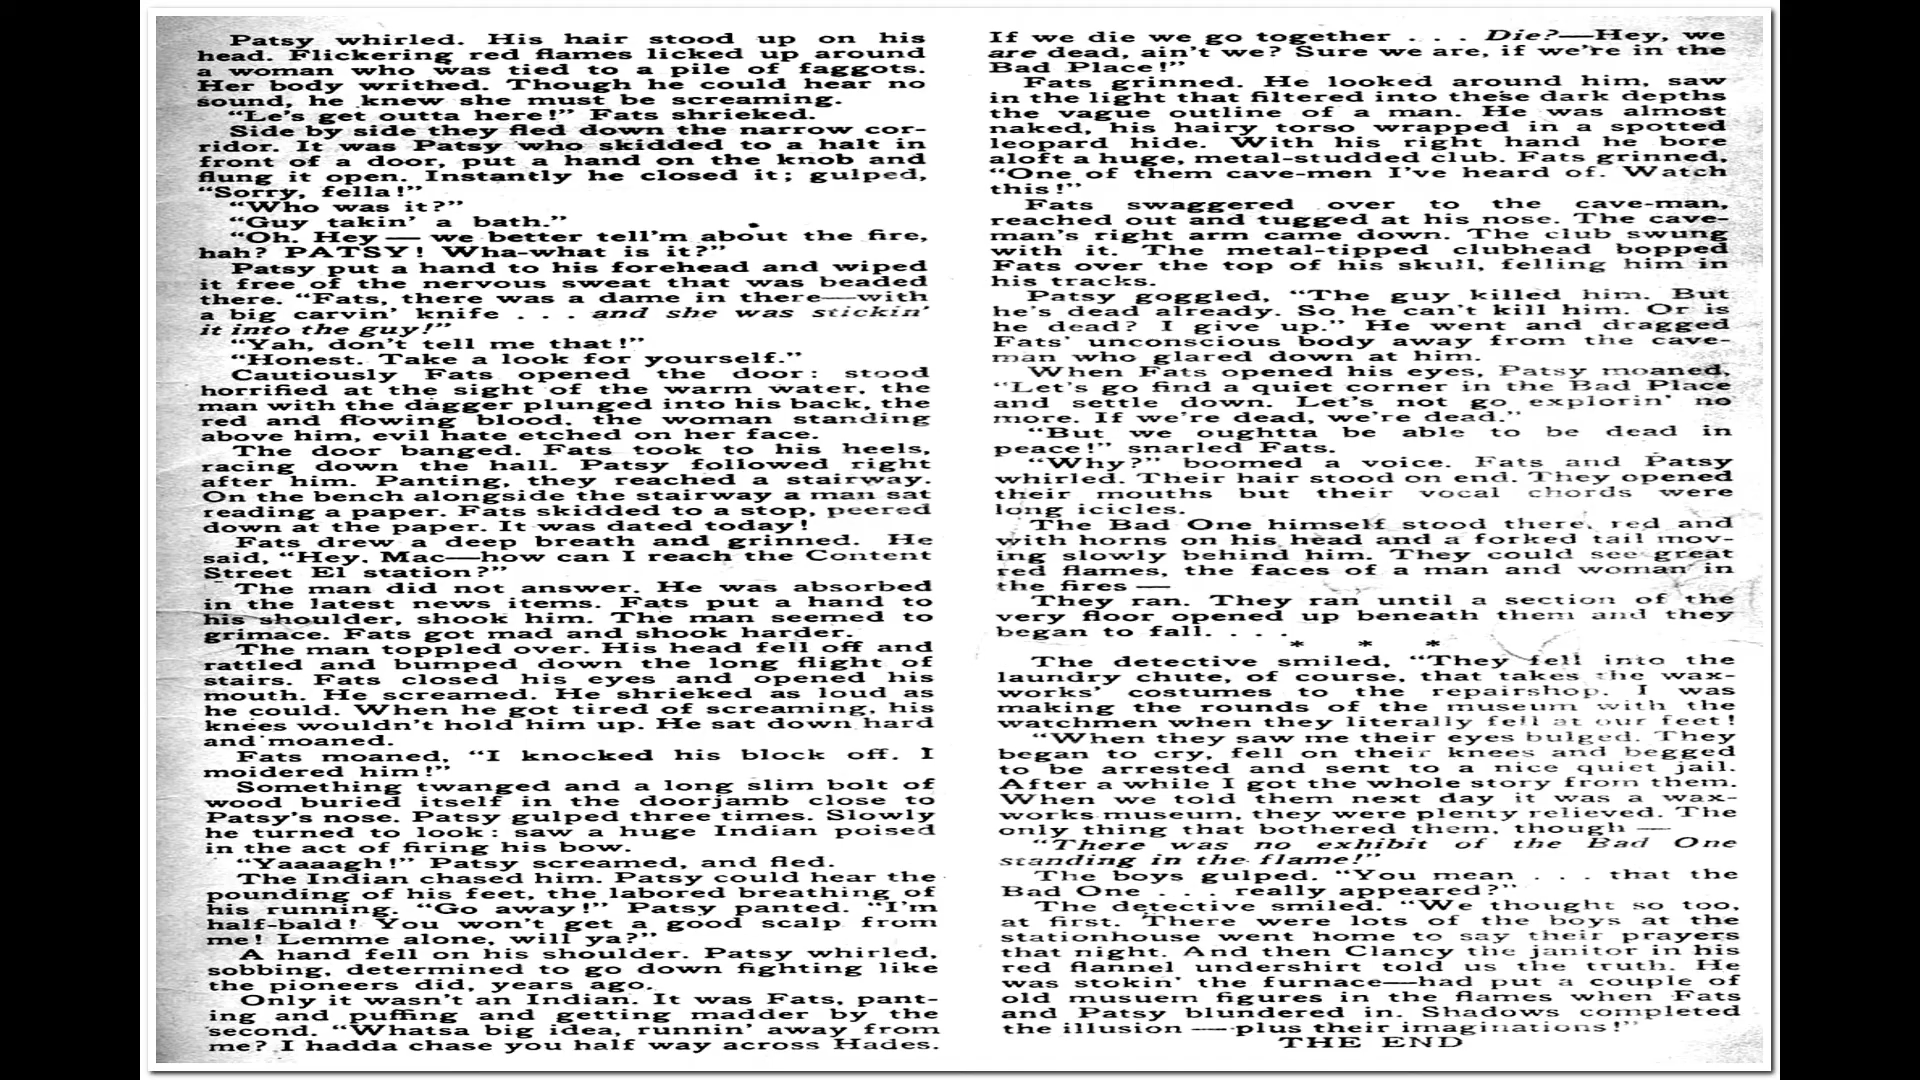 Patsy whirled. His hair stood up on his
head. Flickering red flames licked up around
a woman who was tied to a pile of faggots.
Her body writhed. Though he could hear no
sound, he knew she must be screaming.
“Le's get outta here!” Fats shrieked.
Side by side they fled down the narrow cor-
ridor. It was Patsy who skidded to a halt in
front of a door, put a hand on the knob and
flung it open. Instantly he closed it; gulped,
“Sorry, fella!”
“Who was it?”
“Guy takin' a bath.”
“Oh. Hey — we better tell'm about the fire,
hah? PATSY! Wha-what is it?”
Patsy put a hand to his forehead and wiped
it free of the nervous sweat that was beaded
there. “Fats, there was a dame in there—with
a big carvin' knife . . . and she was stickin'
it into the guy!”
“Yah, don't tell me that!”
“Honest. Take a look for yourself.”
Cautiously Fats opened the door: stood
horrified at the sight of the warm water, the
man with the dagger plunged into his back, the
red and flowing blood, the woman standing
above him, evil hate etched on her face.
The door banged. Fats took to his heels,
racing down the hall. Patsy followed right
after him. Panting, they reached a stairway.
On the bench alongside the stairway a man sat
reading a paper. Fats skidded to a stop, peered
down at the paper. It was dated today!
Fats drew a deep breath and grinned. He
said, “Hey. Mac—how can I reach the Content
Street El station?”
The man did not answer. He was absorbed
in the latest news items. Fats put a hand to
his shoulder, shook him. The man seemed to
grimace. Fats got mad and shook harder.
The man toppled over. His head fell off and
rattled and bumped down the long flight of
stairs. Fats closed his eyes and opened his
mouth. He screamed. He shrieked as loud as
he could. When he got tired of screaming, his
knees wouldn't hold him up. He sat down hard
and moaned.
Fats moaned, “I knocked his block off. I
moidered him!”
Something twanged and a long slim bolt of
wood buried itself in the doorjamb close to
Patsy's nose. Patsy gulped three times. Slowly
he turned to look: saw a huge Indian poised
in the act of firing his bow.
“Yaaaagh!” Patsy screamed, and fled.
The Indian chased him. Patsy could hear the
pounding of his feet, the labored breathing of
his running. “Go away!” Patsy panted. “I'm
half-bald! You won't get a good scalp from
me! Lemme alone, will ya?”
A hand fell on his shoulder. Patsy whirled,
sobbing, determined to go down fighting like
the pioneers did, years ago.
Only it wasn't an Indian. It was Fats, pant-
ing and puffing and getting madder by the
second. “Whatsa big idea, runnin' away from
me? I hadda chase you half way across Hades.
If we die we go together . . . Die?—Hey, we
are dead, ain't we? Sure we are, if we're in the
Bad Place!”
Fats grinned. He looked around him, saw
in the light that filtered into these dark depths
the vague outline of a man. He was almost
naked, his hairy torso wrapped in a spotted
leopard hide. With his right hand he bore
aloft a huge, metal-studded club. Fats grinned,
“One of them cave-men I've heard of. Watch
this!”
Fats swaggered over to the cave-man,
reached out and tugged at his nose. The cave-
man's right arm came down. The club swung
with it. The metal-tipped clubhead bopped
Fats over the top of his skull, felling him in
his tracks.
Patsy goggled, “The guy killed him. But
he's dead already. So he can't kill him. Or is
he dead? I give up.” He went and dragged
Fats' unconscious body away from the cave-
man who glared down at him.
When Fats opened his eyes, Patsy moaned,
“Let's go find a quiet corner in the Bad Place
and settle down. Let's not go explorin' no
more. If we're dead, we're dead.”
“But we oughtta be able to be dead in
peace!” snarled Fats.
“Why?” boomed a voice. Fats and Patsy
whirled. Their hair stood on end. They opened
their mouths but their vocal chords were
long icicles.
The Bad One himself stood there, red and
with horns on his head and a forked tail mov-
ing slowly behind him. They could see great
red flames, the faces of a man and woman in
the fires —
They ran. They ran until a section of the
very floor opened up beneath them and they
began to fall. . . .
* * *
The detective smiled, “They fell into the
laundry chute, of course, that takes the wax-
works' costumes to the repairshop. I was
making the rounds of the museum with the
watchmen when they literally fell at our feet!
“When they saw me their eyes bulged. They
began to cry, fell on their knees and begged
to be arrested and sent to a nice quiet jail.
After a while I got the whole story from them.
When we told them next day it was a wax-
works museum, they were plenty relieved. The
only thing that bothered them, though —
“There was no exhibit of the Bad One
standing in the flame!”
The boys gulped. “You mean . . . that the
Bad One . . . really appeared?”
The detective smiled. “We thought so too,
at first. There were lots of the boys at the
stationhouse went home to say their prayers
that night. And then Clancy the janitor in his
red flannel undershirt told us the truth. He
was stokin' the furnace—had put a couple of
old musuem figures in the flames when Fats
and Patsy blundered in. Shadows completed
the illusion — plus their imaginations!”
THE END